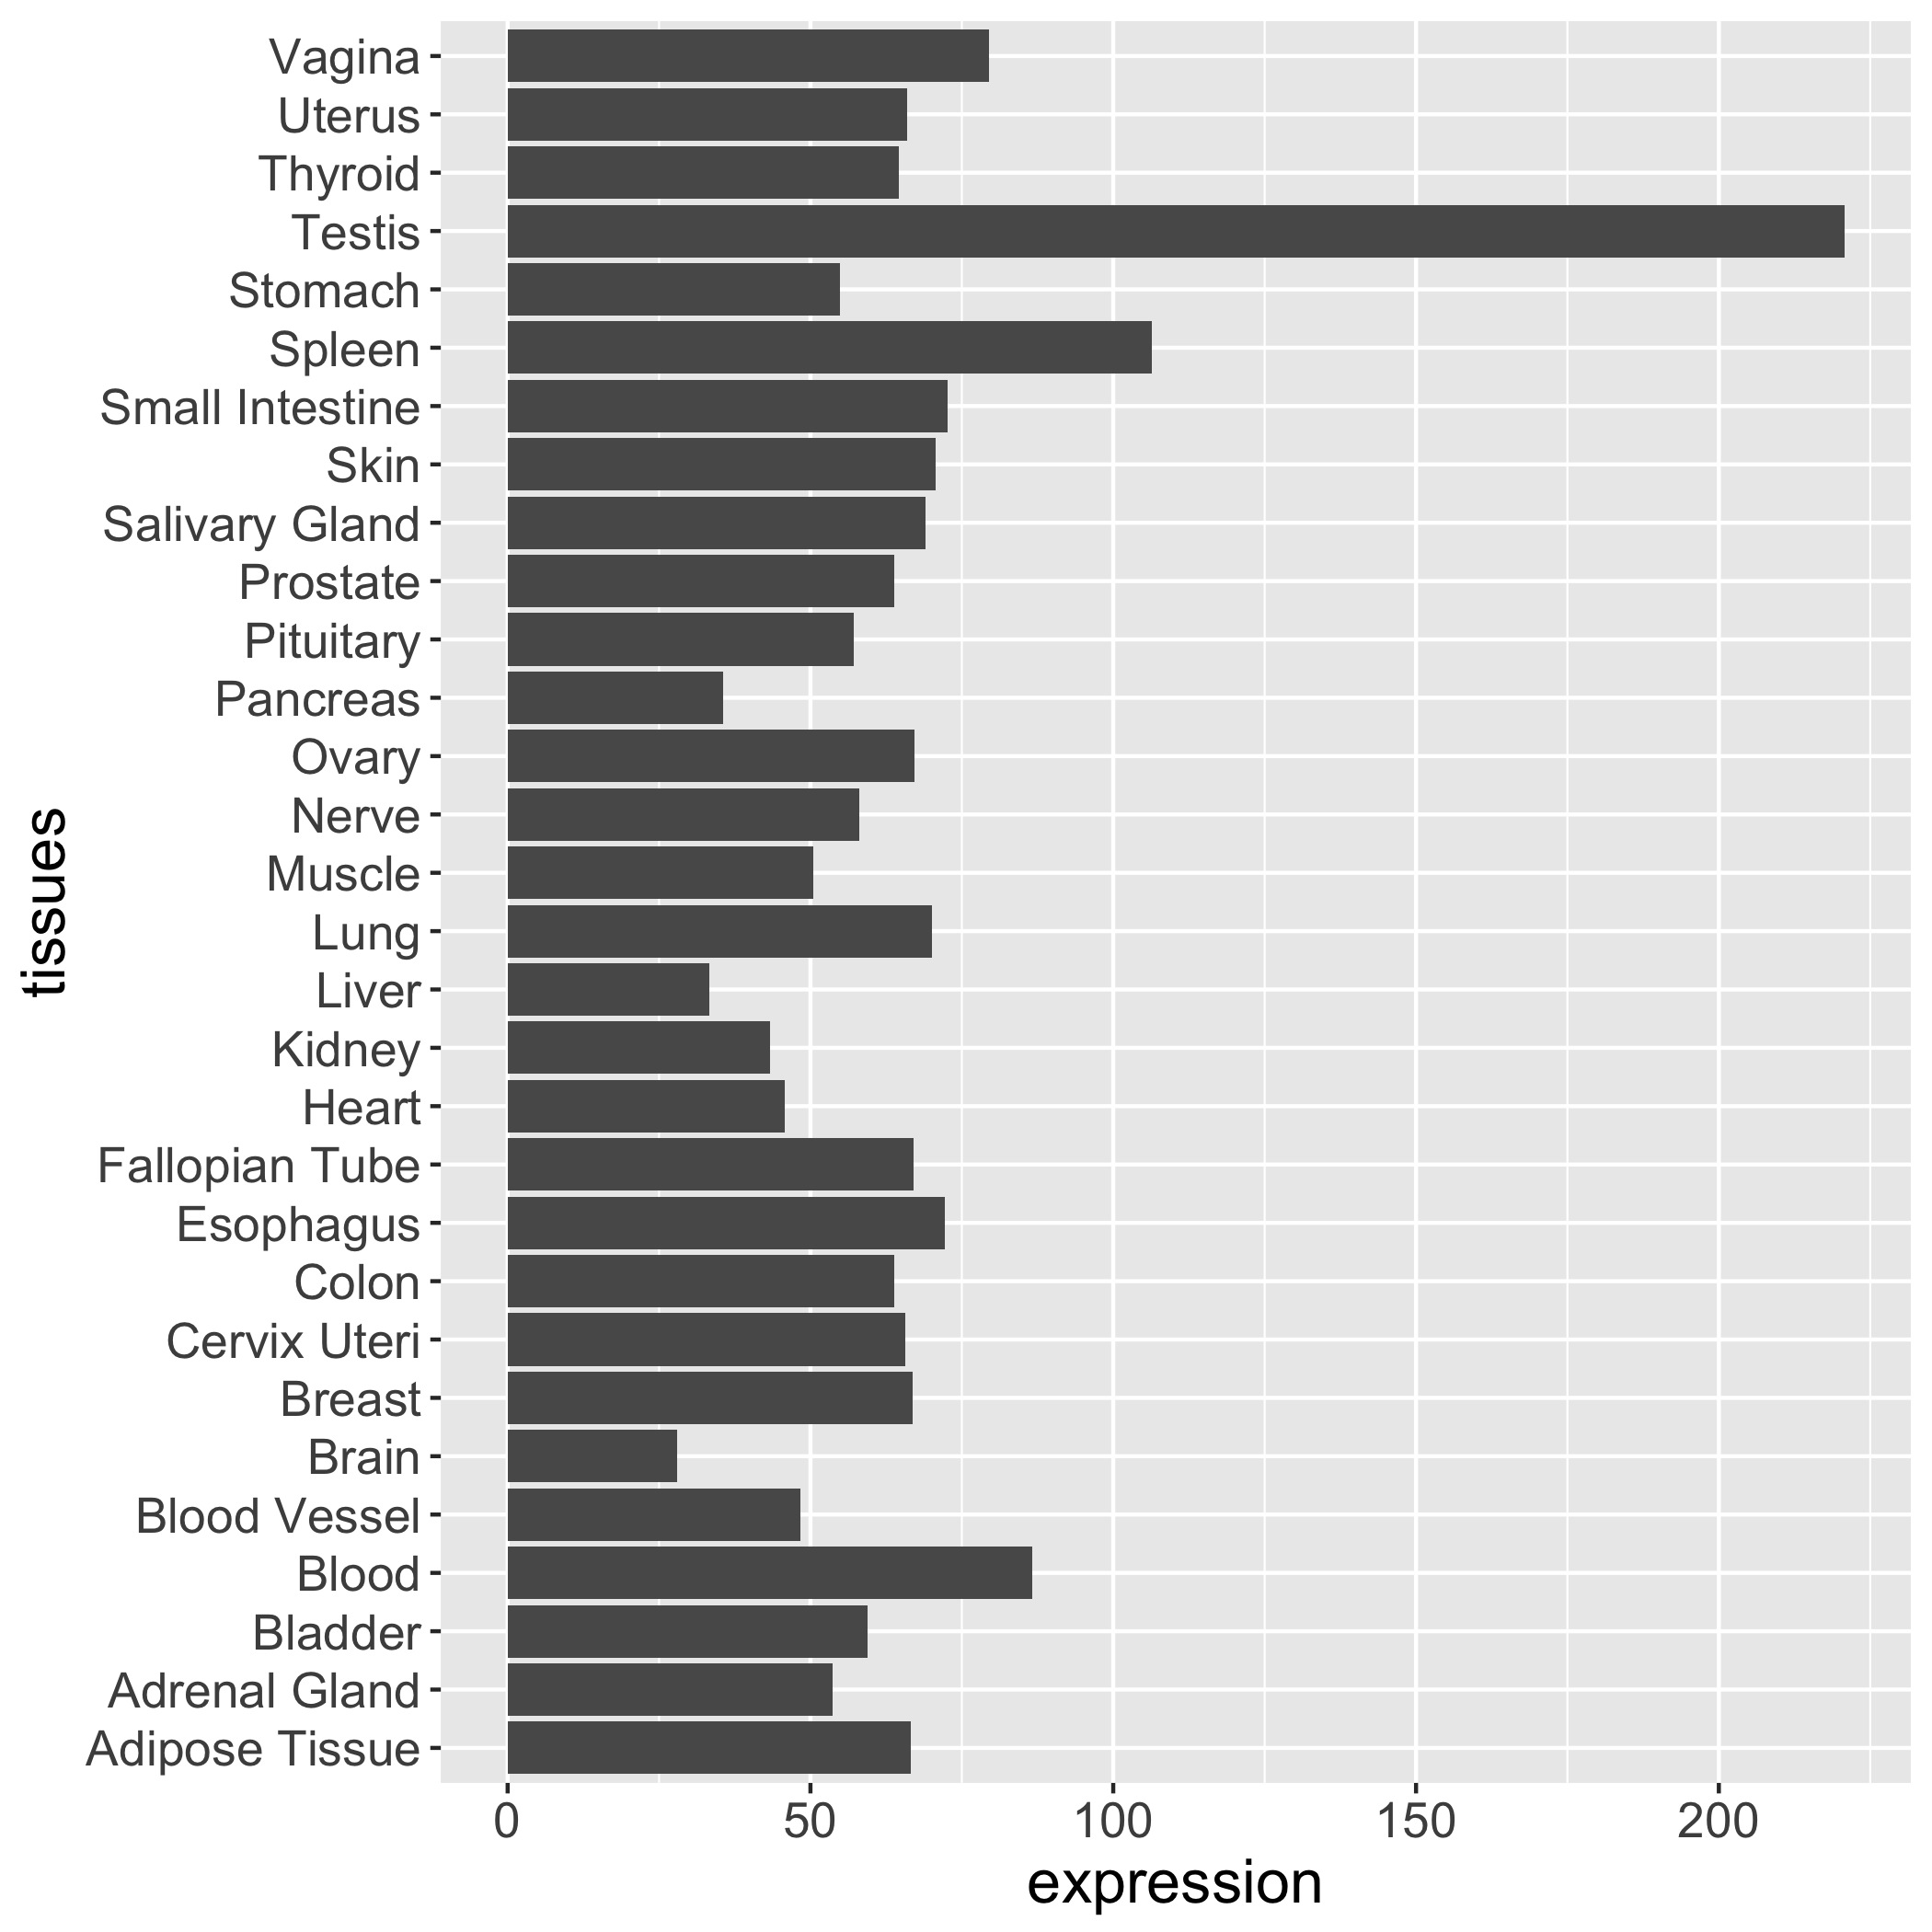 Vagina
Uterus
Thyroid
Testis
Stomach
Spleen
Small Intestine
Skin
Salivary Gland
Prostate
Pituitary
Pancreas
Ovary
Nerve
Muscle
Lung
Liver
Kidney
Heart
Fallopian Tube
Esophagus
Colon
Cervix Uteri
Breast
Brain
Blood Vessel
Blood
Bladder
Adrenal Gland
Adipose Tissue
tissues
0 50 100 150 200
expression